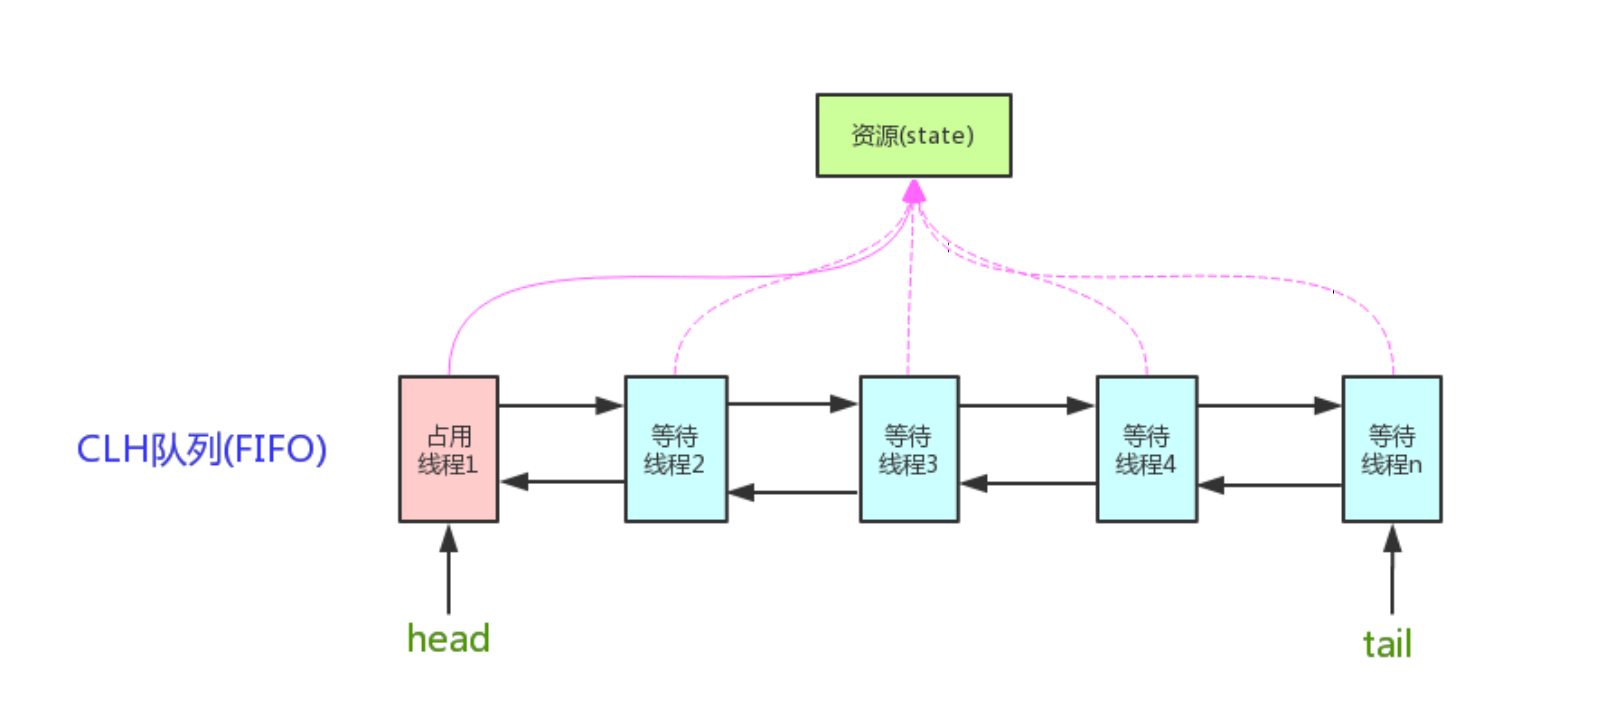 资源(state)
CLH队列(FIFO)
占用
线程1
等待
线程2
等待
线程3
等待
线程4
等待
线程n
head
tail